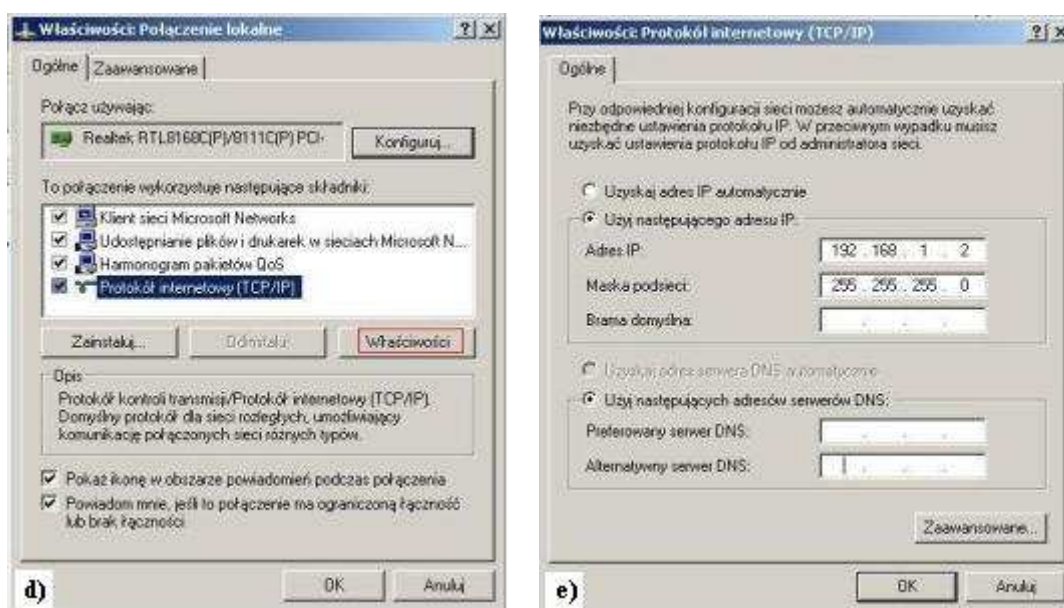 Właściwości: Połączenie lokalne
Ogólne Zaawansowane
Połącz używając:
Realtek RTL8168C(P)/8111C(P) PCI-
Konfiguruj...
To połączenie wykorzystuje następujące składniki:
Klient sieci Microsoft Networks
Udostępnianie plików i drukarek w sieciach Microsoft N...
Harmonogram pakietów QoS
Protokół internetowy (TCP/IP)
Zainstaluj... Odinstaluj Właściwości
Opis
Protokół kontroli transmisji/Protokół internetowy (TCP/IP).
Domyślny protokół dla sieci rozległych, umożliwiający
komunikację połączonych sieci różnych typów.
Pokaż ikonę w obszarze powiadomień podczas połączenia
Powiadom mnie, jeśli to połączenie ma ograniczoną łączność
lub brak łączności
OK Anuluj
d)
Właściwości: Protokół internetowy (TCP/IP)
Ogólne
Przy odpowiedniej konfiguracji sieci możesz automatycznie uzyskać
niezbędne ustawienia protokołu IP. W przeciwnym wypadku musisz
uzyskać ustawienia protokołu IP od administratora sieci.
Uzyskaj adres IP automatycznie
Użyj następującego adresu IP:
Adres IP: 192 . 168 . 1 . 2
Maska podsieci: 255 . 255 . 255 . 0
Brama domyślna: . . .
Uzyskaj adres serwera DNS automatycznie
Użyj następujących adresów serwerów DNS:
Preferowany serwer DNS: . . .
Alternatywny serwer DNS: . . .
Zaawansowane...
OK Anuluj
e)